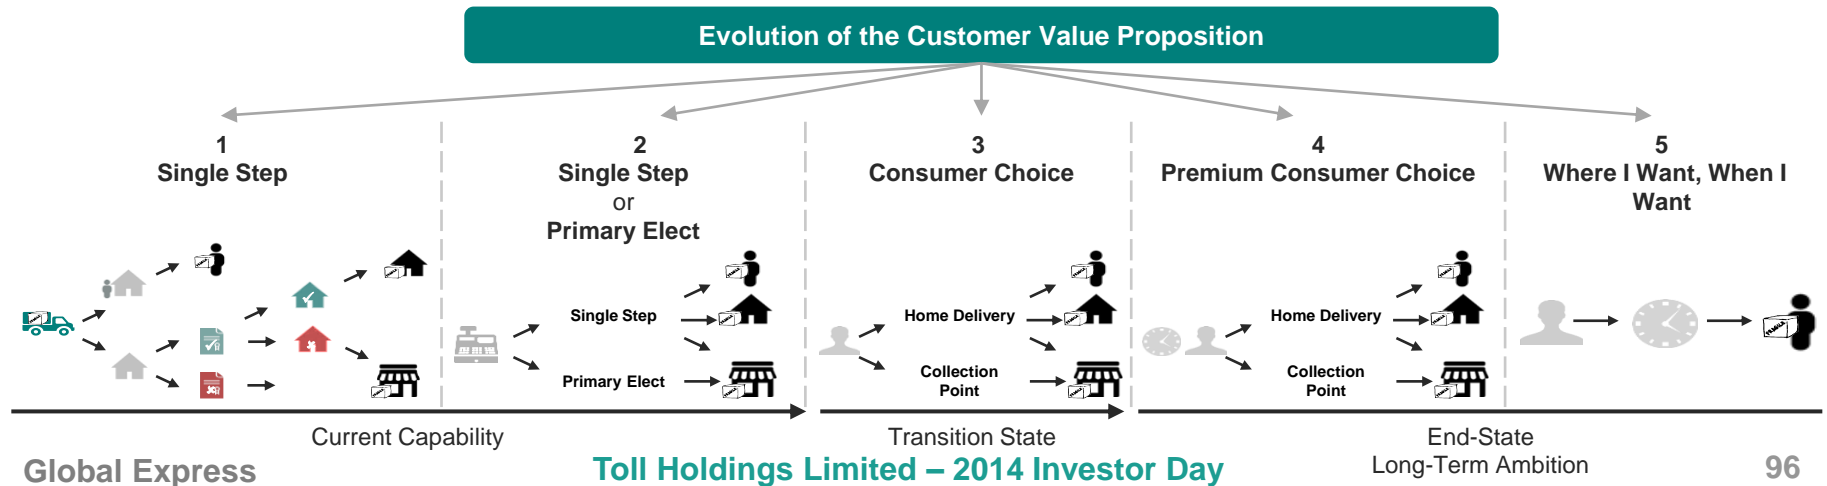 Evolution of the Customer Value Proposition
1
Single Step
2
Single Step
or
Primary Elect
3
Consumer Choice
4
Premium Consumer Choice
5
Where I Want, When I
Want
Single Step
Primary Elect
Home Delivery
Collection
Point
Home Delivery
Collection
Point
Current Capability
Transition State
End-State
Long-Term Ambition
Global Express
Toll Holdings Limited – 2014 Investor Day
96